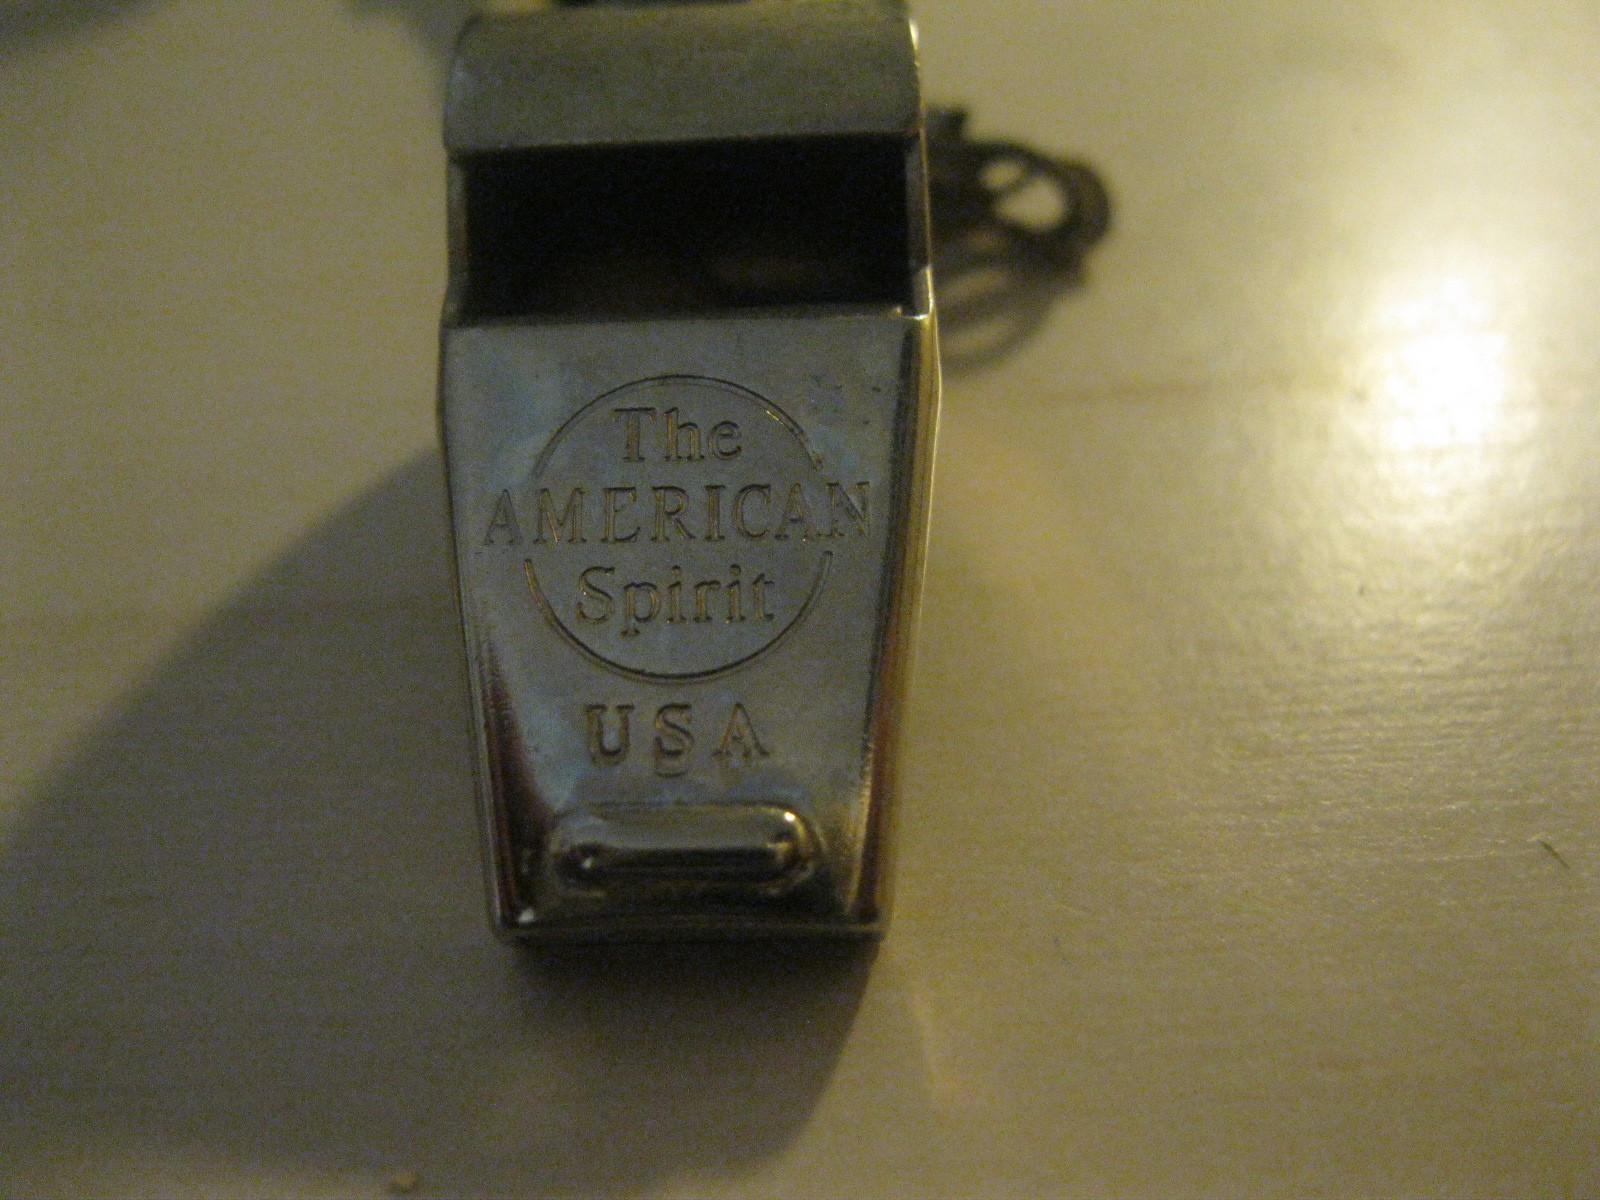 The
AMERICAN
Spirit
USA